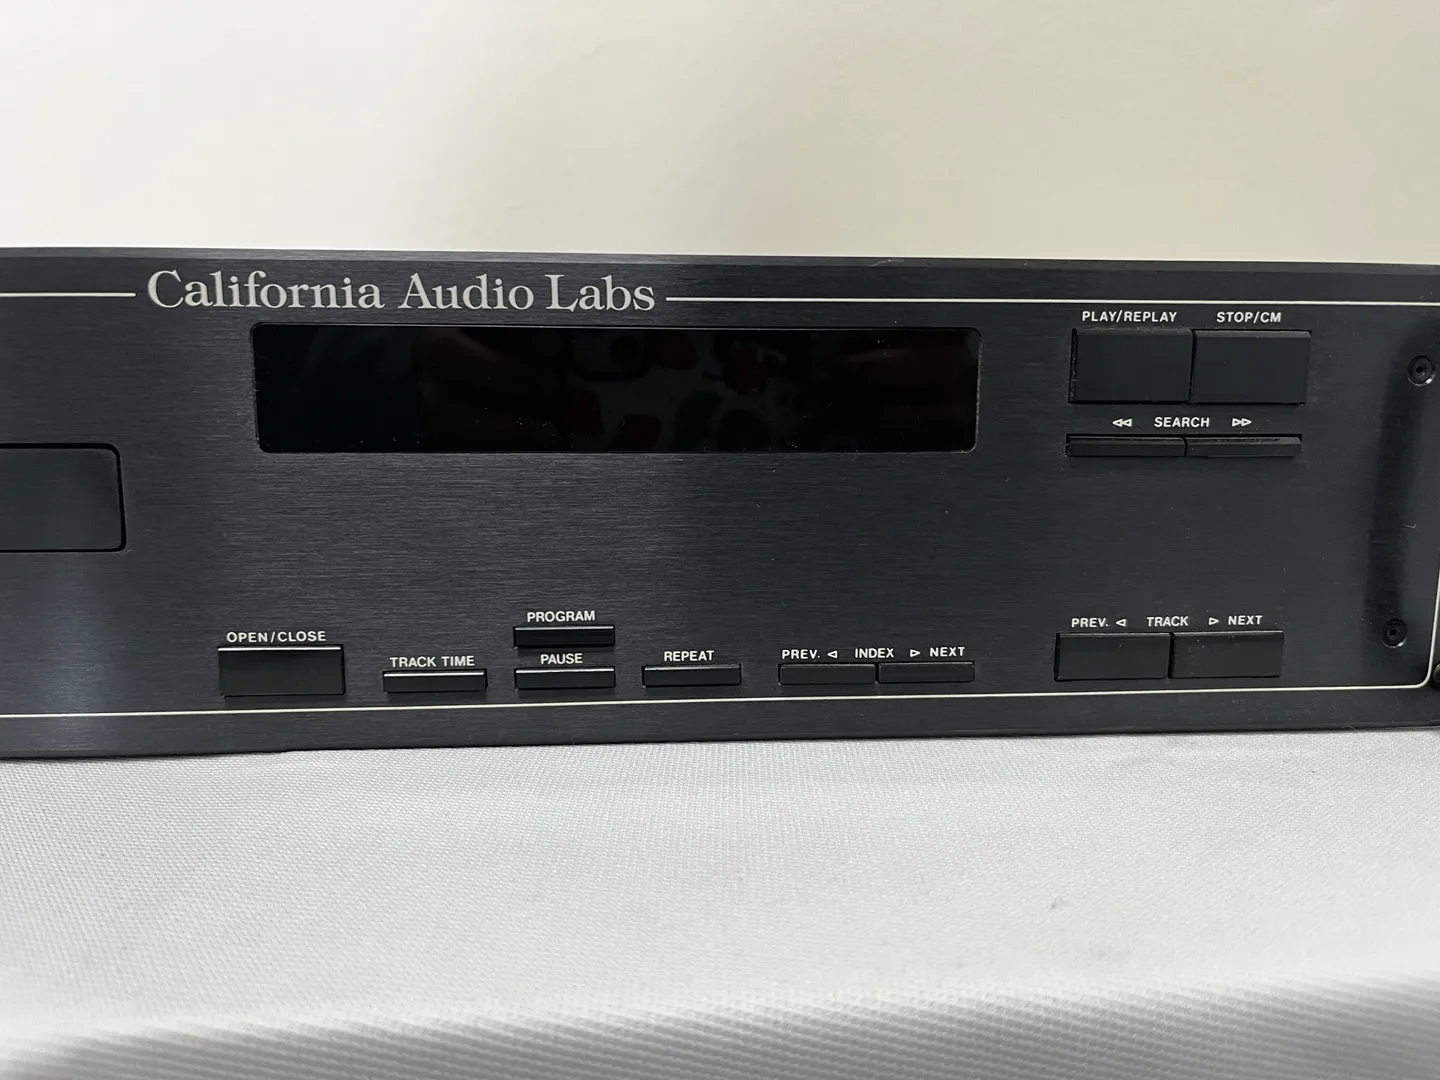 California Audio Labs
PLAY/REPLAY STOP/CM
SEARCH
PROGRAM
PREV. TRACK NEXT
OPEN/CLOSE
TRACK TIME PAUSE REPEAT PREV. INDEX NEXT